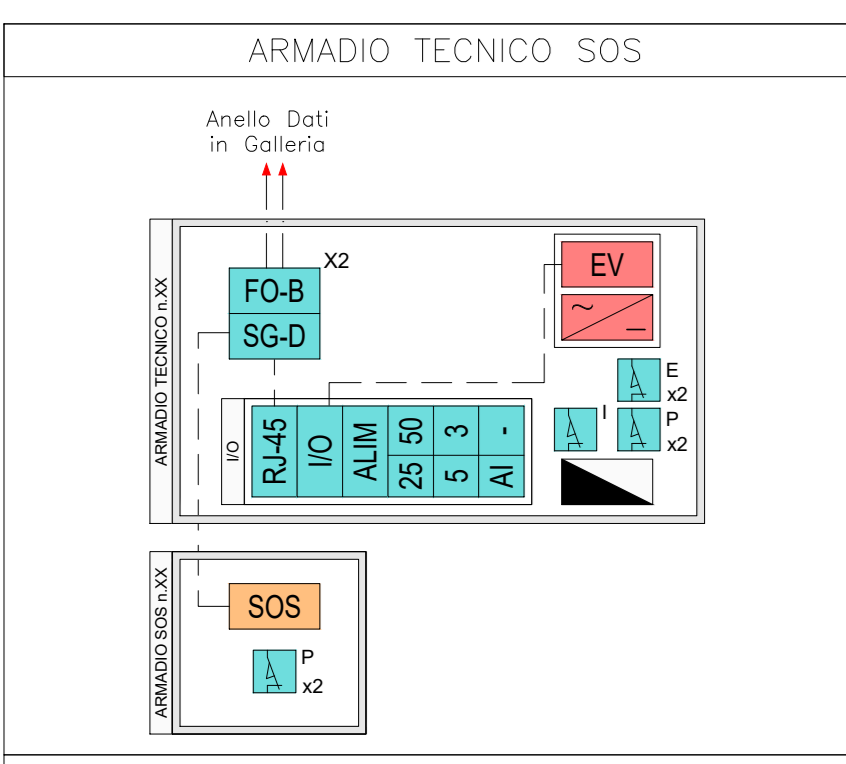 ARMADIO TECNICO SOS
Anello Dati
in Galleria
ARMADIO TECNICO n.XX
FO-B
X2
SG-D
EV
~
–
E
x2
I
P
x2
I/O
RJ-45
I/O
ALIM
25 50
5 3
AI -
ARMADIO SOS n.XX
SOS
P
x2